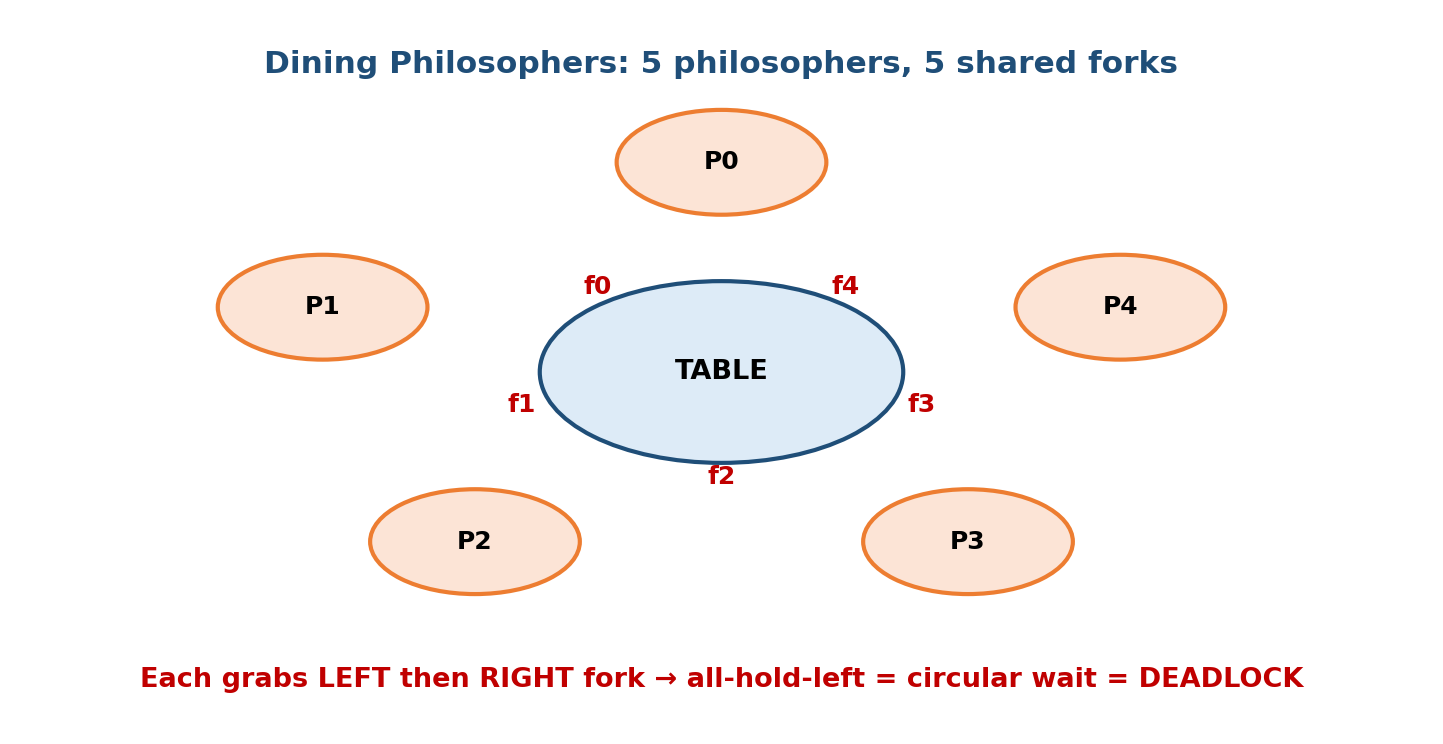 Dining Philosophers: 5 philosophers, 5 shared forks
P0
f0
f4
P1
P4
TABLE
f1
f3
f2
P2
P3
Each grabs LEFT then RIGHT fork → all-hold-left = circular wait = DEADLOCK